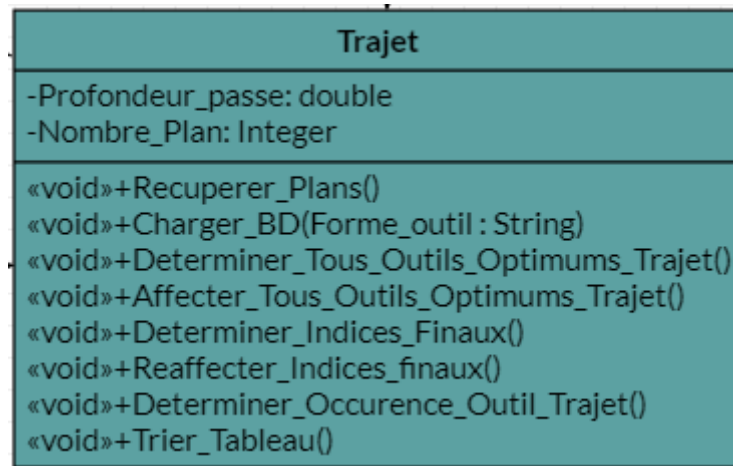 Trajet
-Profondeur_passe: double
-Nombre_Plan: Integer
«void»+Recuperer_Plans()
«void»+Charger_BD(Forme_outil : String)
«void»+Determiner_Tous_Outils_Optimums_Trajet()
«void»+Affecter_Tous_Outils_Optimums_Trajet()
«void»+Determiner_Indices_Finaux()
«void»+Reaffecter_Indices_finaux()
«void»+Determiner_Occurence_Outil_Trajet()
«void»+Trier_Tableau()